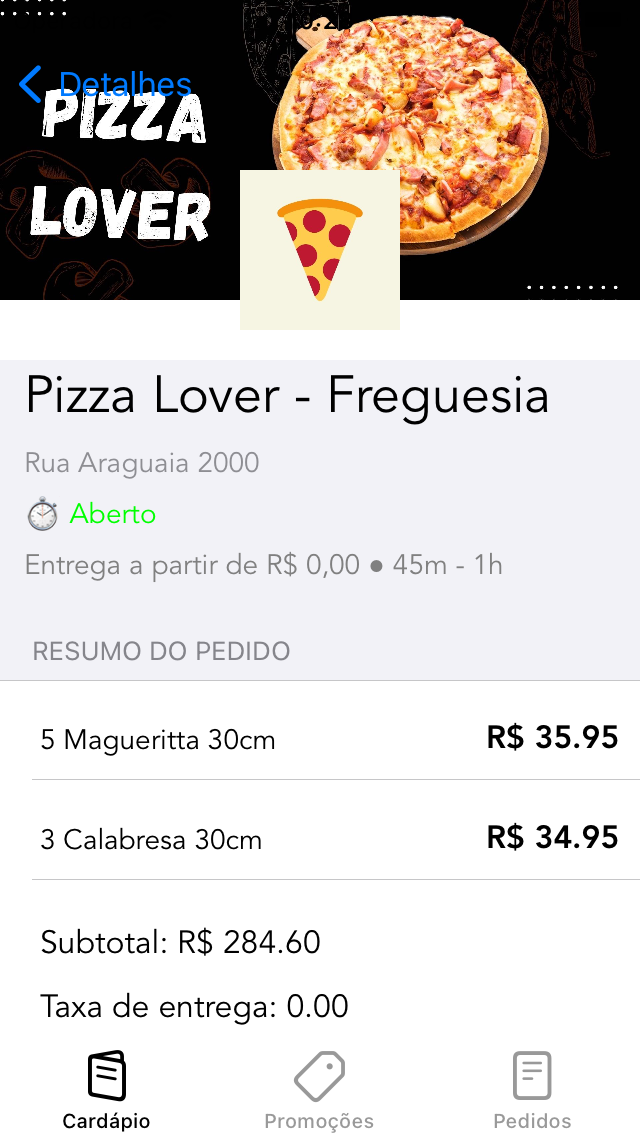 Detalhes
PIZZA
LOVER
Pizza Lover - Freguesia
Rua Araguaia 2000
Aberto
Entrega a partir de R$ 0,00 ● 45m - 1h
RESUMO DO PEDIDO
5 Magueritta 30cm R$ 35.95
3 Calabresa 30cm R$ 34.95
Subtotal: R$ 284.60
Taxa de entrega: 0.00
Cardápio Promoções Pedidos